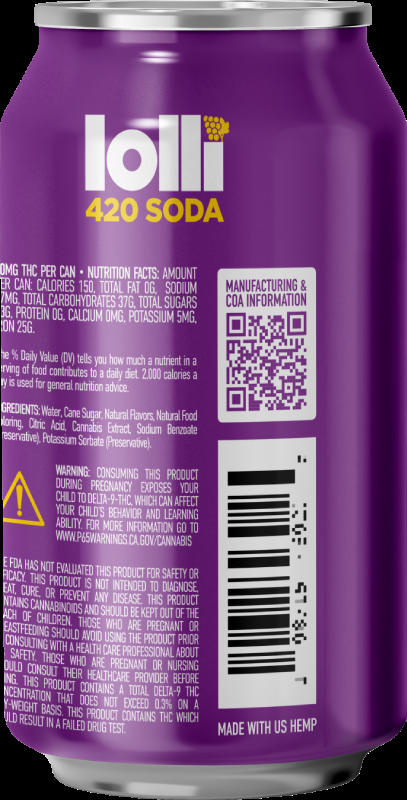 lolli
420 SODA
0MG THC PER CAN • NUTRITION FACTS: AMOUNT
ER CAN: CALORIES 150, TOTAL FAT 0G, SODIUM
7MG, TOTAL CARBOHYDRATES 37G, TOTAL SUGARS
3G, PROTEIN 0G, CALCIUM 0MG, POTASSIUM 5MG,
RON 25G.
he % Daily Value (DV) tells you how much a nutrient in a
erving of food contributes to a daily diet. 2,000 calories a
ay is used for general nutrition advice.
GREDIENTS: Water, Cane Sugar, Natural Flavors, Natural Food
loring, Citric Acid, Cannabis Extract, Sodium Benzoate
reservative), Potassium Sorbate (Preservative).
WARNING: CONSUMING THIS PRODUCT
DURING PREGNANCY EXPOSES YOUR
CHILD TO DELTA-9-THC, WHICH CAN AFFECT
YOUR CHILD'S BEHAVIOR AND LEARNING
ABILITY. FOR MORE INFORMATION GO TO
WWW.P65WARNINGS.CA.GOV/CANNABIS
E FDA HAS NOT EVALUATED THIS PRODUCT FOR SAFETY OR
FICACY. THIS PRODUCT IS NOT INTENDED TO DIAGNOSE,
EAT, CURE, OR PREVENT ANY DISEASE. THIS PRODUCT
NTAINS CANNABINOIDS AND SHOULD BE KEPT OUT OF THE
ACH OF CHILDREN. THOSE WHO ARE PREGNANT OR
EASTFEEDING SHOULD AVOID USING THE PRODUCT PRIOR
CONSULTING WITH A HEALTH CARE PROFESSIONAL ABOUT
SAFETY. THOSE WHO ARE PREGNANT OR NURSING
OULD CONSULT THEIR HEALTHCARE PROVIDER BEFORE
ING. THIS PRODUCT CONTAINS A TOTAL DELTA-9 THC
NCENTRATION THAT DOES NOT EXCEED 0.3% ON A
Y-WEIGHT BASIS. THIS PRODUCT CONTAINS THC WHICH
ULD RESULT IN A FAILED DRUG TEST.
MANUFACTURING &
COA INFORMATION
MADE WITH US HEMP